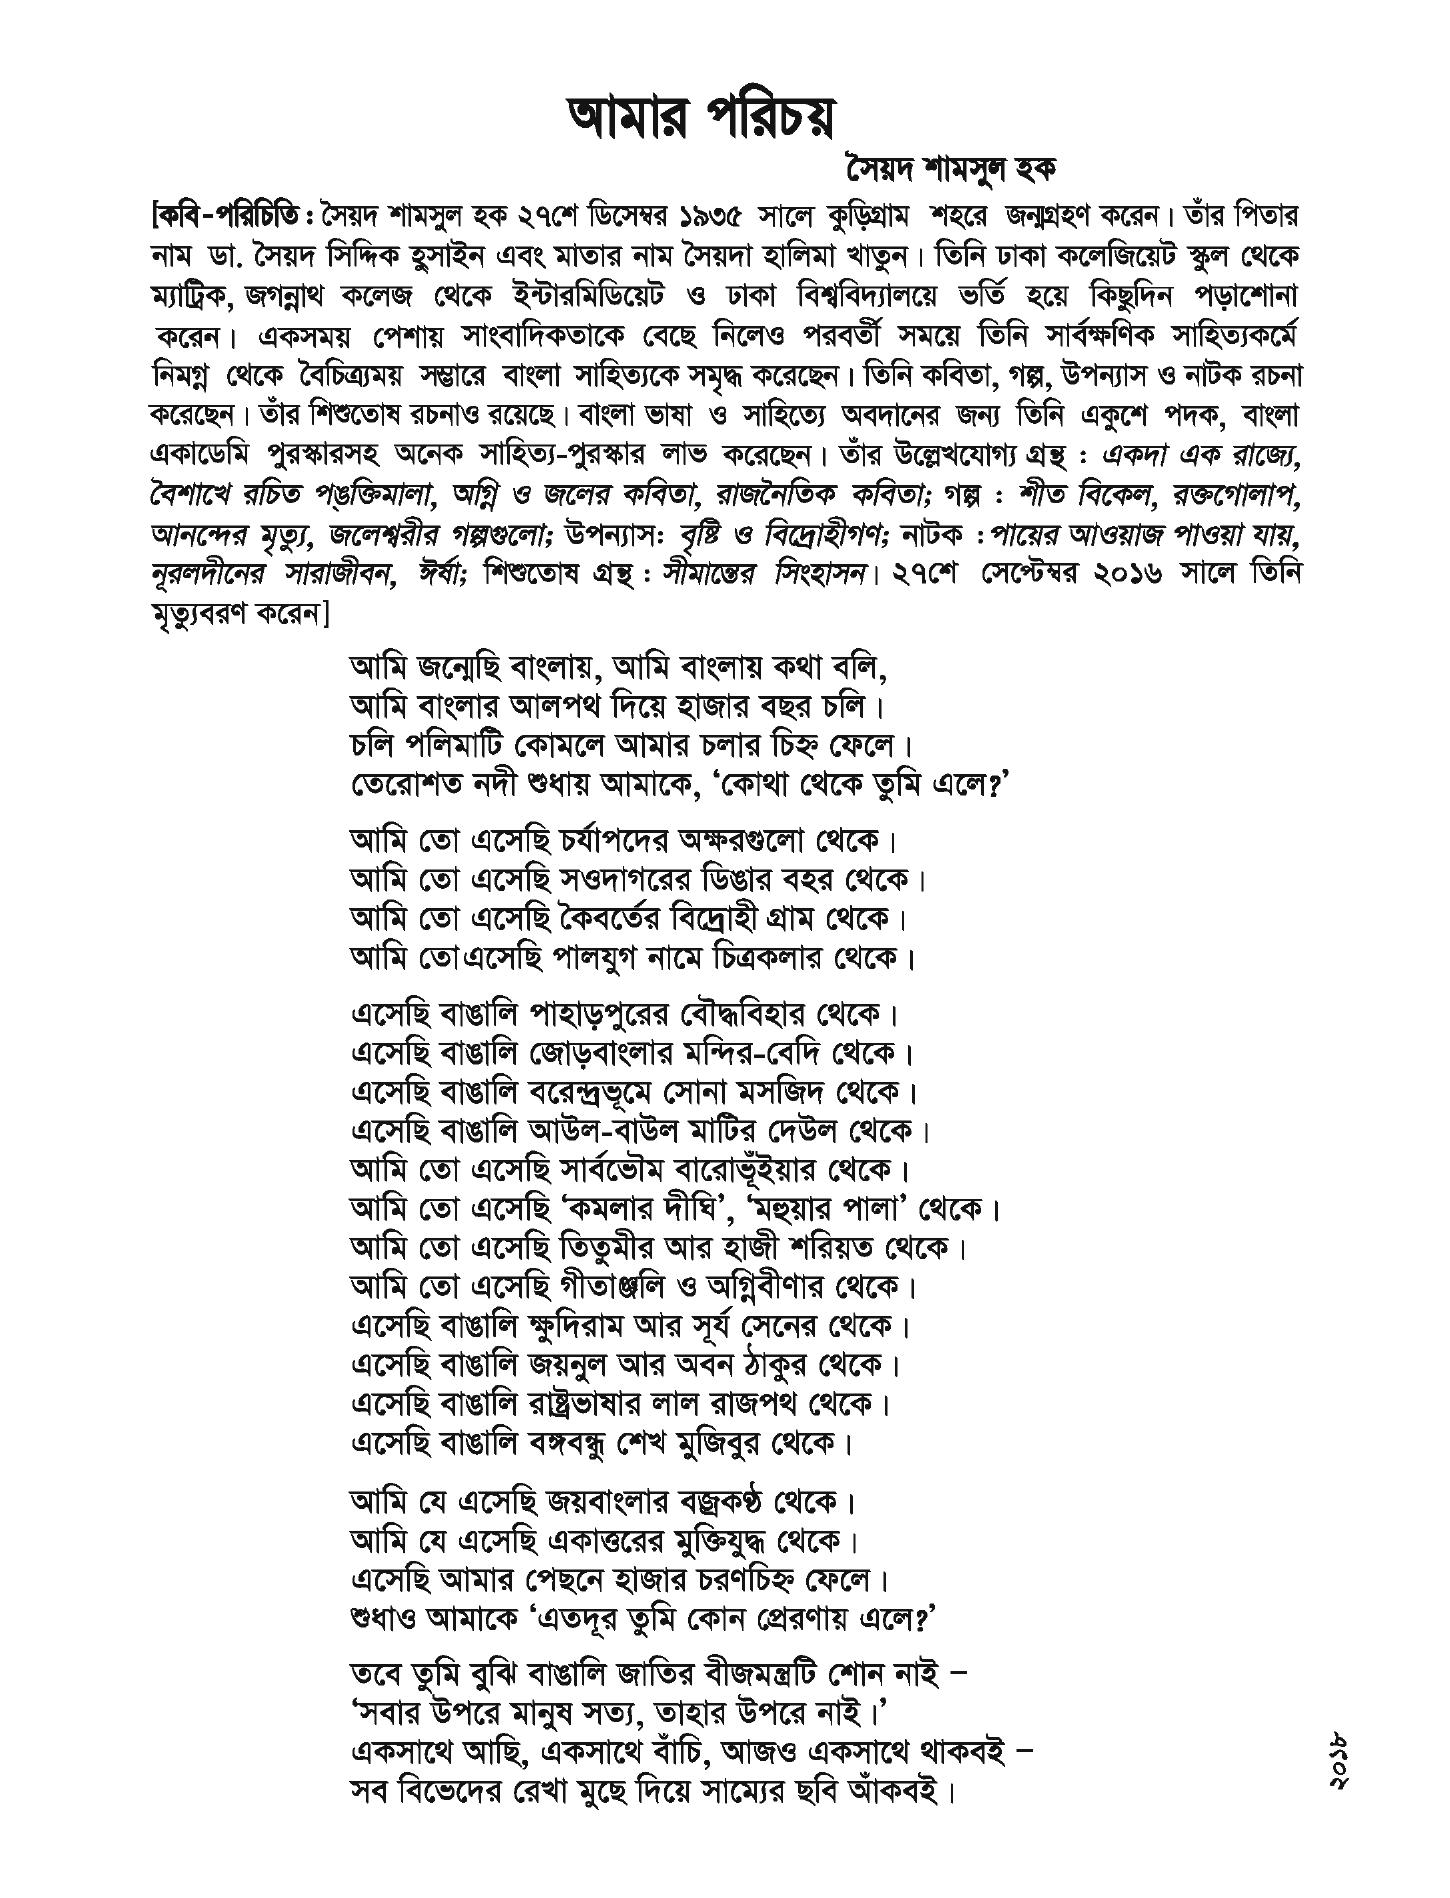 আমার পরিচয়
সৈয়দ শামসুল হক
[কবি-পরিচিতি : সৈয়দ শামসুল হক ২৭শে ডিসেম্বর ১৯৩৫ সালে কুড়িগ্রাম শহরে জন্মগ্রহণ করেন। তাঁর পিতার
নাম ডা. সৈয়দ সিদ্দিক হুসাইন এবং মাতার নাম সৈয়দা হালিমা খাতুন। তিনি ঢাকা কলেজিয়েট স্কুল থেকে
ম্যাট্রিক, জগন্নাথ কলেজ থেকে ইন্টারমিডিয়েট ও ঢাকা বিশ্ববিদ্যালয়ে ভর্তি হয়ে কিছুদিন পড়াশোনা
করেন। একসময় পেশায় সাংবাদিকতাকে বেছে নিলেও পরবর্তী সময়ে তিনি সার্বক্ষণিক সাহিত্যকর্মে
নিমগ্ন থেকে বৈচিত্র্যময় সম্ভারে বাংলা সাহিত্যকে সমৃদ্ধ করেছেন। তিনি কবিতা, গল্প, উপন্যাস ও নাটক রচনা
করেছেন। তাঁর শিশুতোষ রচনাও রয়েছে। বাংলা ভাষা ও সাহিত্যে অবদানের জন্য তিনি একুশে পদক, বাংলা
একাডেমি পুরস্কারসহ অনেক সাহিত্য-পুরস্কার লাভ করেছেন। তাঁর উল্লেখযোগ্য গ্রন্থ : একদা এক রাজ্যে,
বৈশাখে রচিত পঙ্‌ক্তিমালা, অগ্নি ও জলের কবিতা, রাজনৈতিক কবিতা; গল্প : শীত বিকেল, রক্তগোলাপ,
আনন্দের মৃত্যু, জলেশ্বরীর গল্পগুলো; উপন্যাস: বৃষ্টি ও বিদ্রোহীগণ; নাটক : পায়ের আওয়াজ পাওয়া যায়,
নূরলদীনের সারাজীবন, ঈর্ষা; শিশুতোষ গ্রন্থ : সীমান্তের সিংহাসন। ২৭শে সেপ্টেম্বর ২০১৬ সালে তিনি
মৃত্যুবরণ করেন]
আমি জন্মেছি বাংলায়, আমি বাংলায় কথা বলি,
আমি বাংলার আলপথ দিয়ে হাজার বছর চলি।
চলি পলিমাটি কোমলে আমার চলার চিহ্ন ফেলে।
তেরোশত নদী শুধায় আমাকে, ‘কোথা থেকে তুমি এলে?’
আমি তো এসেছি চর্যাপদের অক্ষরগুলো থেকে।
আমি তো এসেছি সওদাগরের ডিঙার বহর থেকে।
আমি তো এসেছি কৈবর্তের বিদ্রোহী গ্রাম থেকে।
আমি তো এসেছি পালযুগ নামে চিত্রকলার থেকে।
এসেছি বাঙালি পাহাড়পুরের বৌদ্ধবিহার থেকে।
এসেছি বাঙালি জোড়বাংলার মন্দির-বেদি থেকে।
এসেছি বাঙালি বরেন্দ্রভূমে সোনা মসজিদ থেকে।
এসেছি বাঙালি আউল-বাউল মাটির দেউল থেকে।
আমি তো এসেছি সার্বভৌম বারোভূঁইয়ার থেকে।
আমি তো এসেছি ‘কমলার দীঘি’, ‘মহুয়ার পালা’ থেকে।
আমি তো এসেছি তিতুমীর আর হাজী শরিয়ত থেকে।
আমি তো এসেছি গীতাঞ্জলি ও অগ্নিবীণার থেকে।
এসেছি বাঙালি ক্ষুদিরাম আর সূর্য সেনের থেকে।
এসেছি বাঙালি জয়নুল আর অবন ঠাকুর থেকে।
এসেছি বাঙালি রাষ্ট্রভাষার লাল রাজপথ থেকে।
এসেছি বাঙালি বঙ্গবন্ধু শেখ মুজিবুর থেকে।
আমি যে এসেছি জয়বাংলার বজ্রকণ্ঠ থেকে।
আমি যে এসেছি একাত্তরের মুক্তিযুদ্ধ থেকে।
এসেছি আমার পেছনে হাজার চরণচিহ্ন ফেলে।
শুধাও আমাকে ‘এতদূর তুমি কোন প্রেরণায় এলে?’
তবে তুমি বুঝি বাঙালি জাতির বীজমন্ত্রটি শোন নাই –
‘সবার উপরে মানুষ সত্য, তাহার উপরে নাই।’
একসাথে আছি, একসাথে বাঁচি, আজও একসাথে থাকবই –
সব বিভেদের রেখা মুছে দিয়ে সাম্যের ছবি আঁকবই।
২০১৮